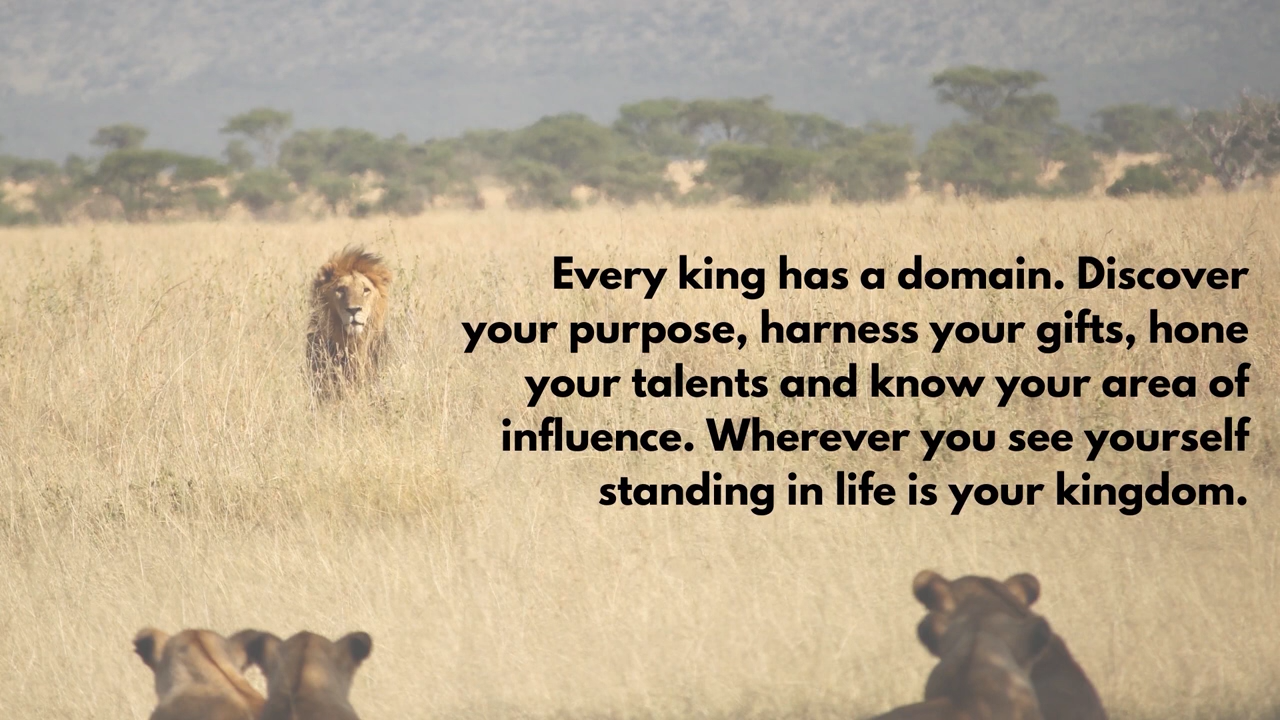 Every king has a domain. Discover
your purpose, harness your gifts, hone
your talents and know your area of
influence. Wherever you see yourself
standing in life is your kingdom.